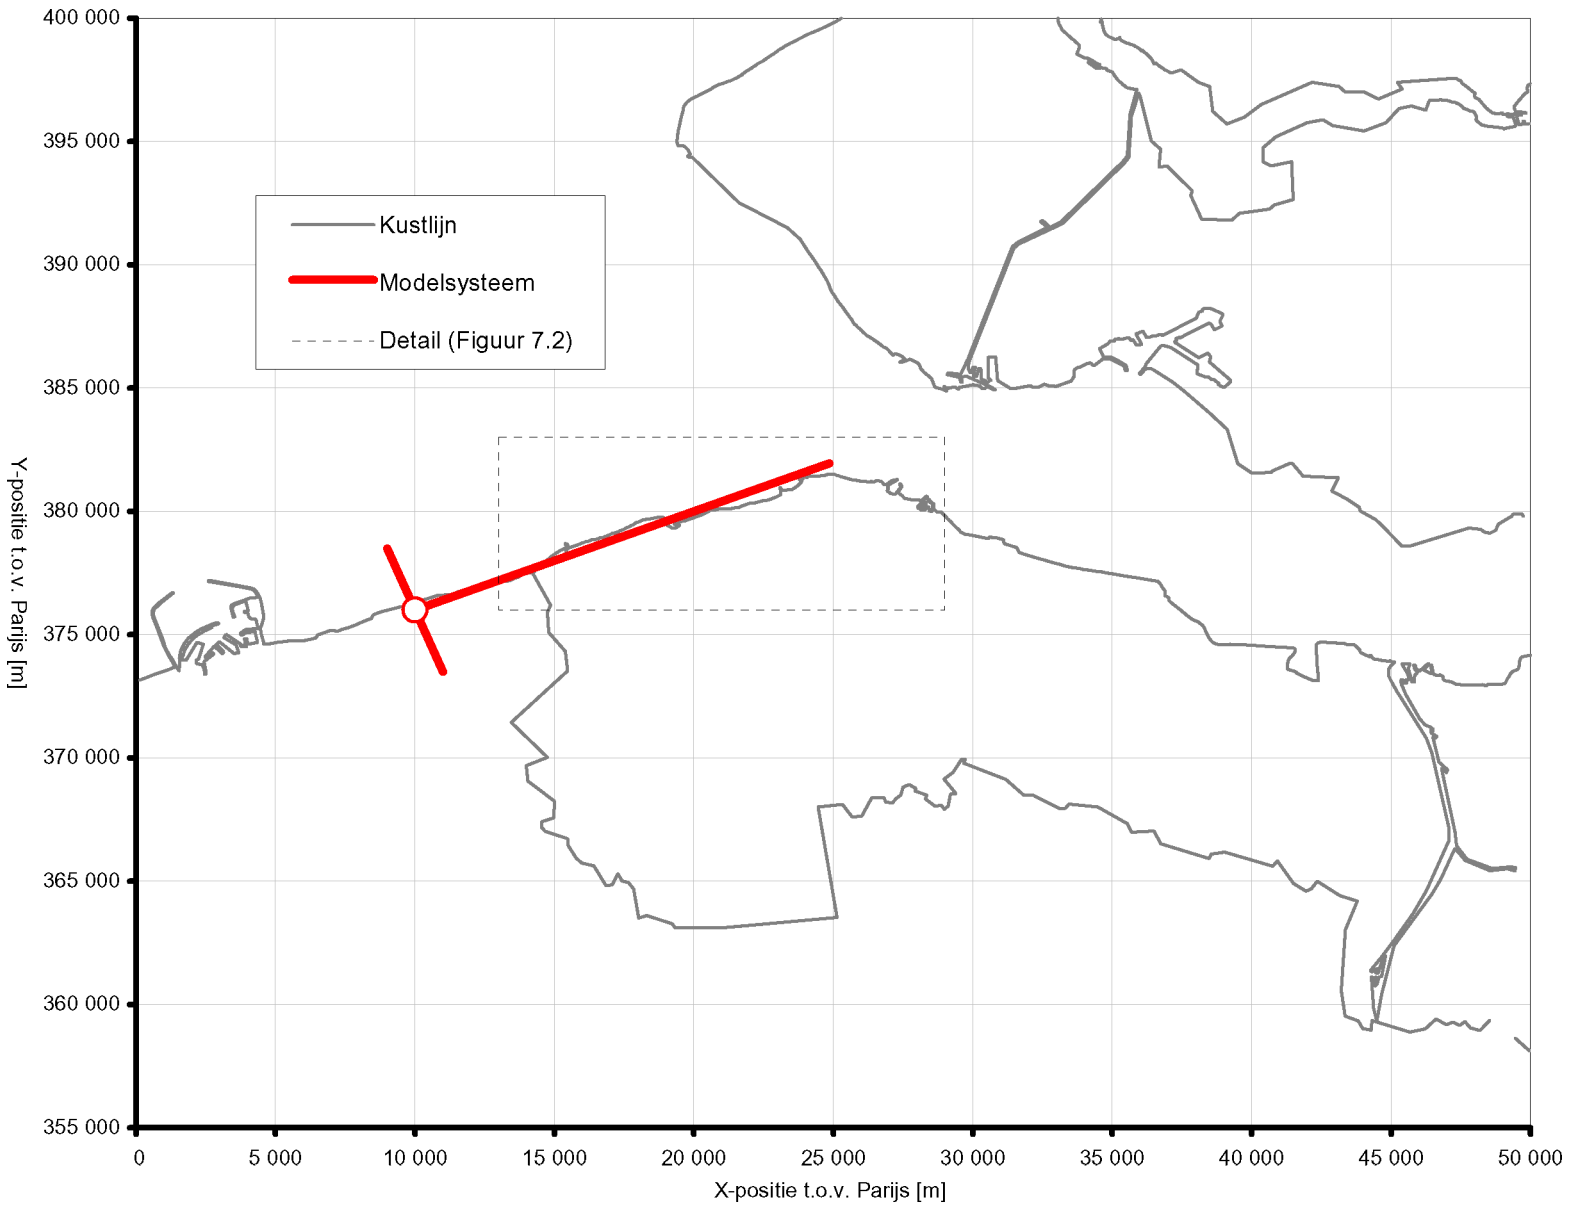 400 000
395 000
390 000
385 000
380 000
375 000
370 000
365 000
360 000
355 000
Y-positie t.o.v. Parijs [m]
Kustlijn
Modelsysteem
Detail (Figuur 7.2)
0 5 000 10 000 15 000 20 000 25 000 30 000 35 000 40 000 45 000 50 000
X-positie t.o.v. Parijs [m]